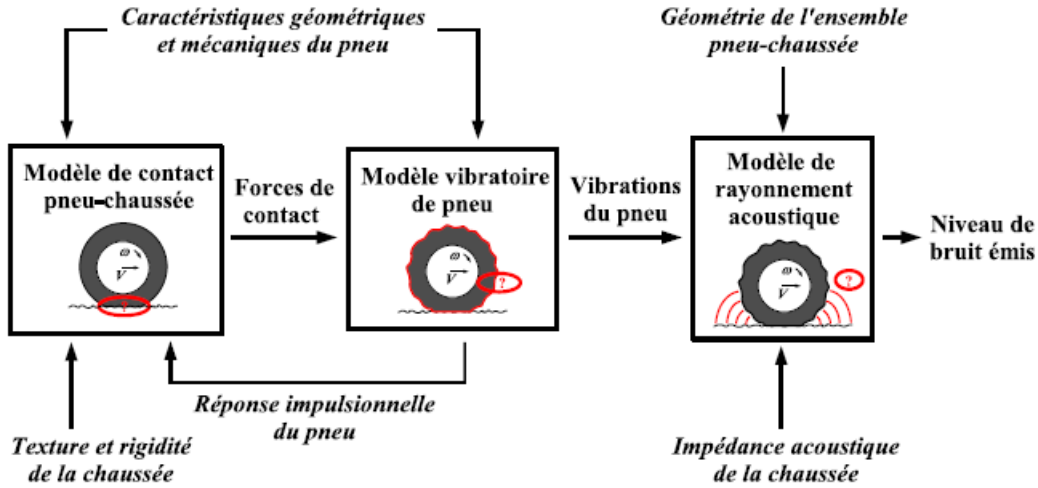 Caractéristiques géométriques
et mécaniques du pneu
Géométrie de l'ensemble
pneu-chaussée
Modèle de contact
pneu-chaussée
ω
V
?
Forces de
contact
Modèle vibratoire
de pneu
ω
V
?
Vibrations
du pneu
Modèle de
rayonnement
acoustique
ω
V
?
Niveau de
bruit émis
Réponse impulsionnelle
du pneu
Texture et rigidité
de la chaussée
Impédance acoustique
de la chaussée